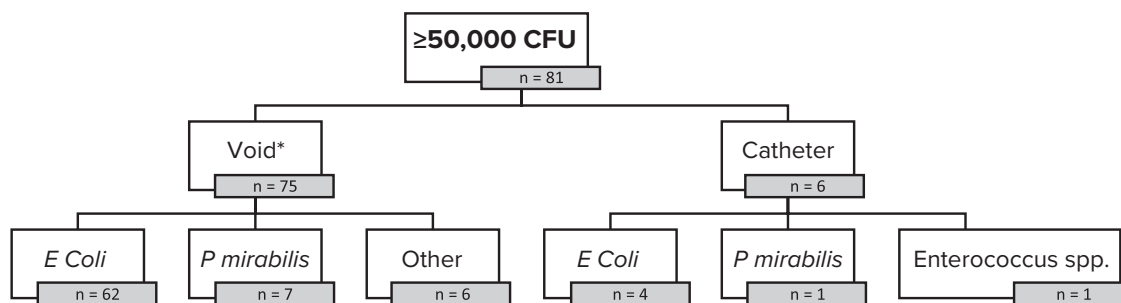 ≥50,000 CFU
n = 81
Void*
n = 75
Catheter
n = 6
E Coli
n = 62
P mirabilis
n = 7
Other
n = 6
E Coli
n = 4
P mirabilis
n = 1
Enterococcus spp.
n = 1